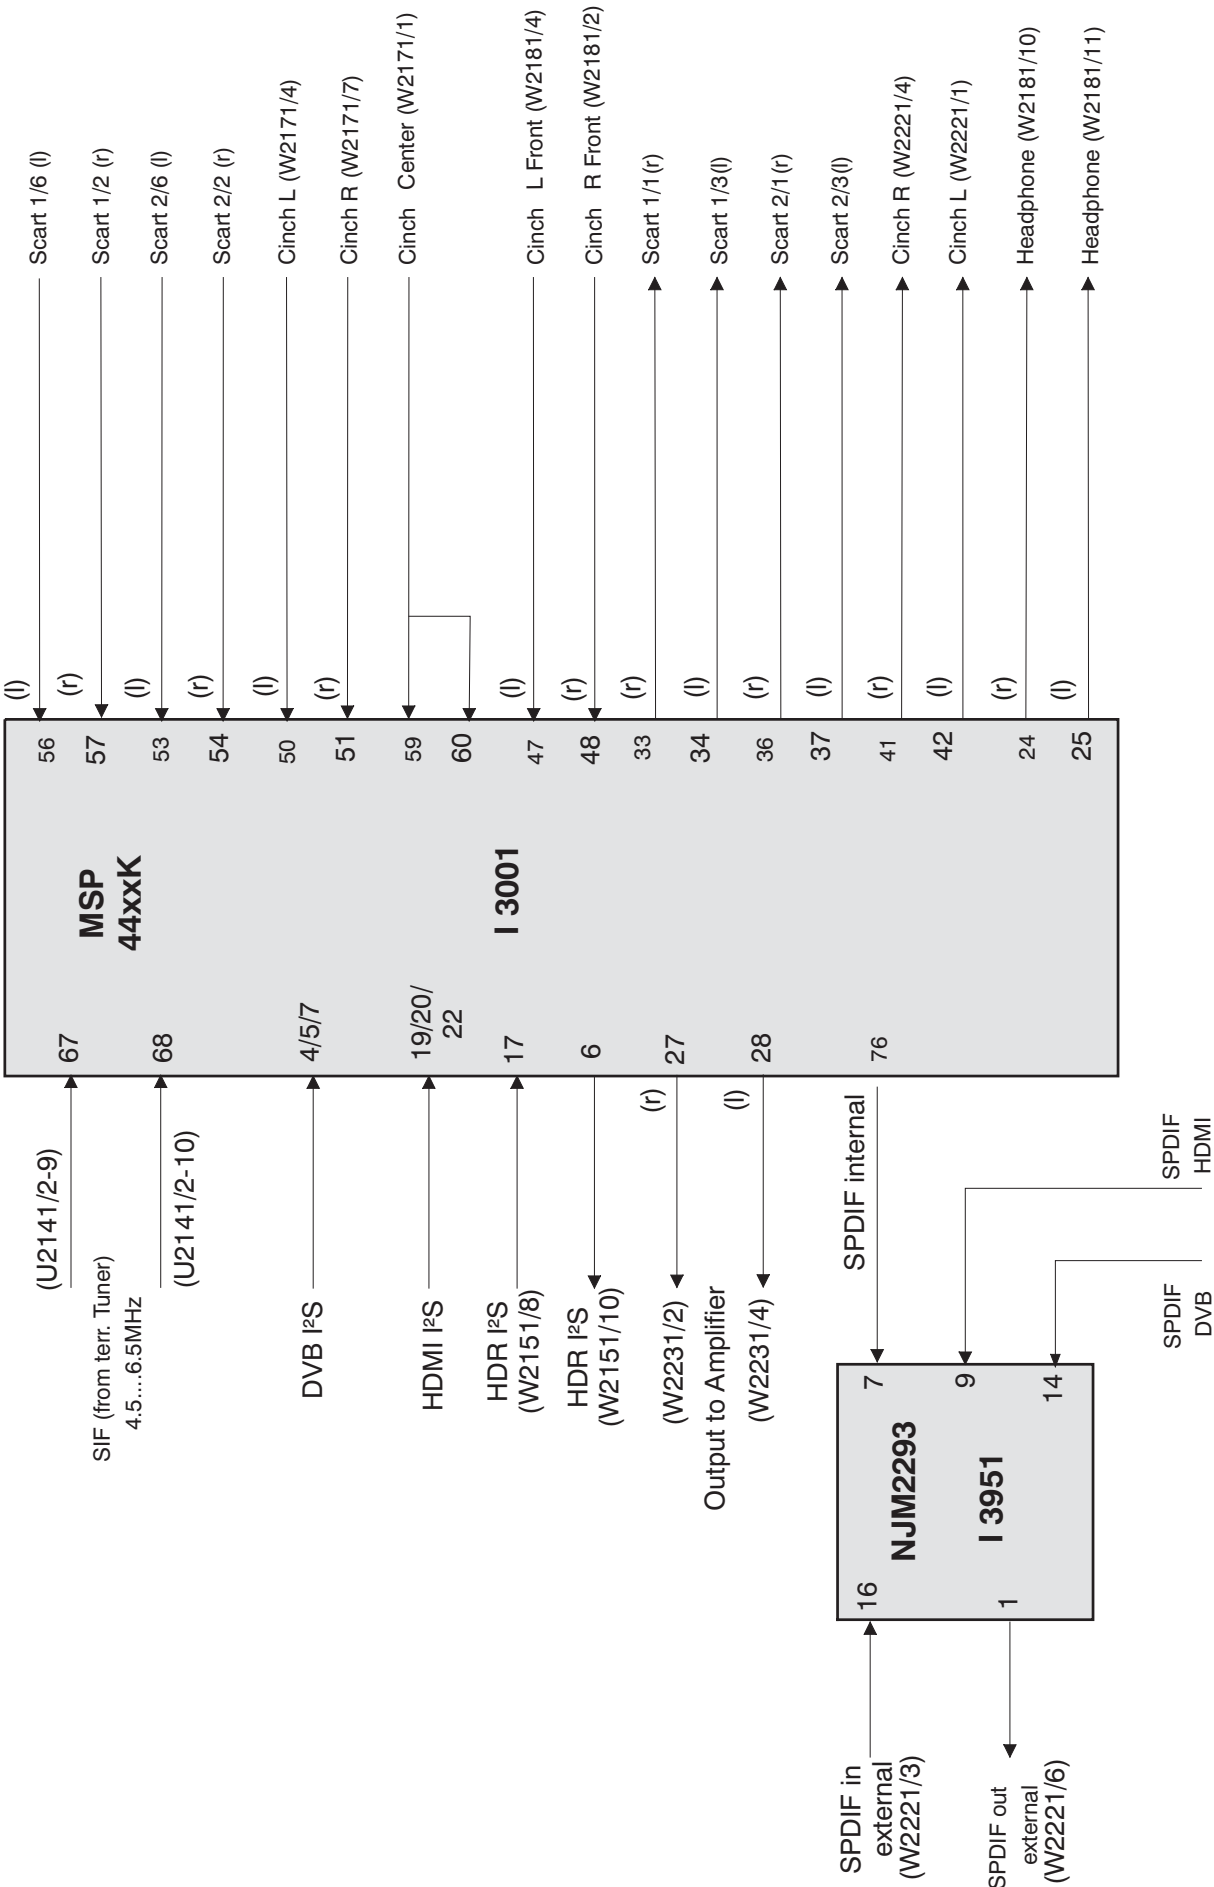 Scart 1/6 (l)
Scart 1/2 (r)
Scart 2/6 (l)
Scart 2/2 (r)
Cinch L (W2171/4)
Cinch R (W2171/7)
Cinch Center (W2171/1)
Cinch L Front (W2181/4)
Cinch R Front (W2181/2)
Scart 1/1(r)
Scart 1/3(l)
Scart 2/1(r)
Scart 2/3(l)
Cinch R (W2221/4)
Cinch L (W2221/1)
Headphone (W2181/10)
Headphone (W2181/11)
(l)
(r)
(l)
(r)
(l)
(r)
(l)
(r)
(r)
(l)
(r)
(l)
(r)
(l)
(r)
(l)
56
57
53
54
50
51
59
60
47
48
33
34
36
37
41
42
24
25
MSP
44xxK
I 3001
67
68
4/5/7
19/20/
22
17
6
27
28
76
(r)
(l)
(U2141/2-9)
SIF (from terr. Tuner)
4.5....6.5MHz
(U2141/2-10)
DVB I²S
HDMI I²S
HDR I²S
(W2151/8)
HDR I²S
(W2151/10)
(W2231/2)
Output to Amplifier
(W2231/4)
SPDIF internal
SPDIF
HDMI
SPDIF
DVB
7
9
14
NJM2293
I 3951
16
1
SPDIF in
external
(W2221/3)
SPDIF out
external
(W2221/6)